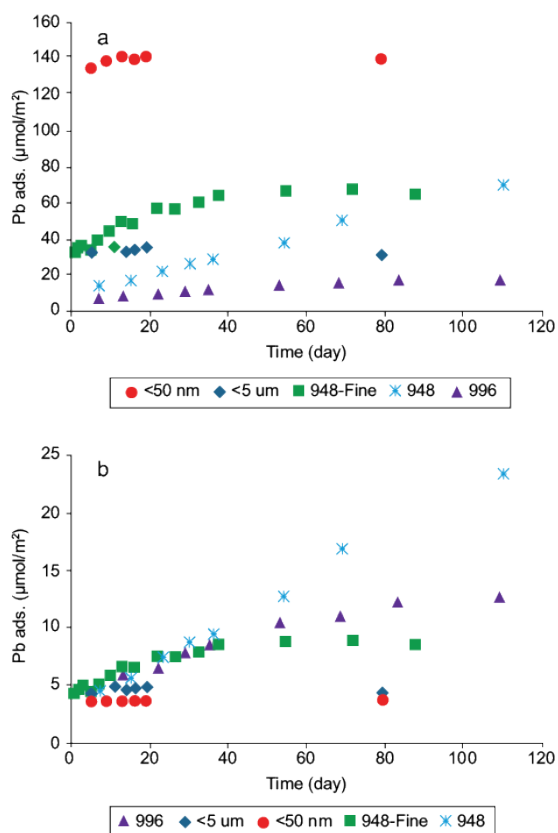 a
Pb ads. (µmol/m²)
160
140
120
100
80
60
40
20
0
0 20 40 60 80 100 120
Time (day)
<50 nm <5 um 948-Fine 948 996
b
Pb ads. (µmol/m²)
25
20
15
10
5
0
0 20 40 60 80 100 120
Time (day)
996 <5 um <50 nm 948-Fine 948